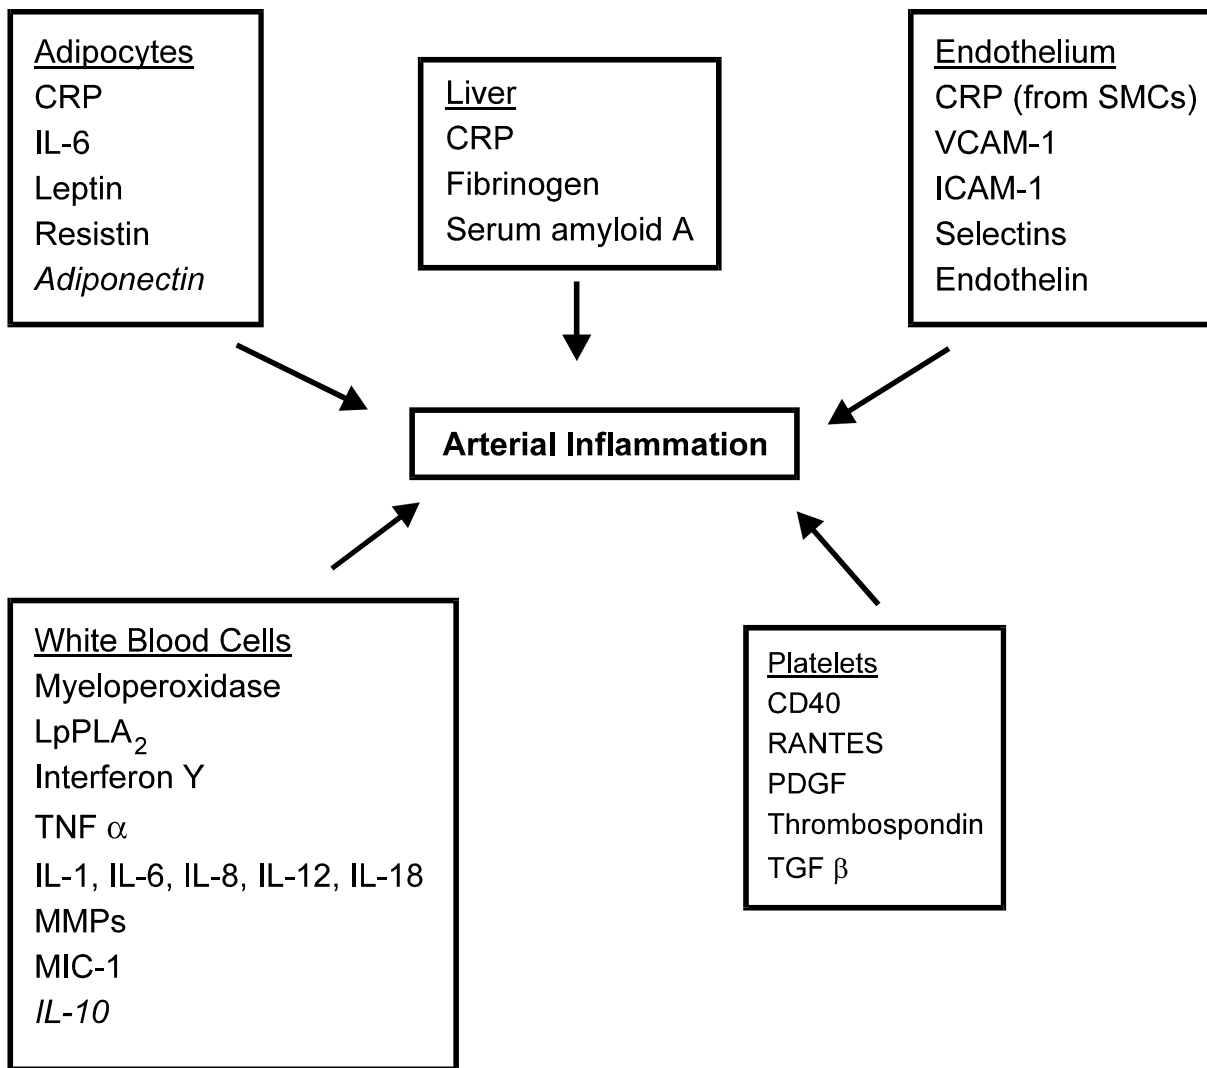 Adipocytes
CRP
IL-6
Leptin
Resistin
Adiponectin
Liver
CRP
Fibrinogen
Serum amyloid A
Endothelium
CRP (from SMCs)
VCAM-1
ICAM-1
Selectins
Endothelin
Arterial Inflammation
White Blood Cells
Myeloperoxidase
LpPLA₂
Interferon Y
TNF α
IL-1, IL-6, IL-8, IL-12, IL-18
MMPs
MIC-1
IL-10
Platelets
CD40
RANTES
PDGF
Thrombospondin
TGF β